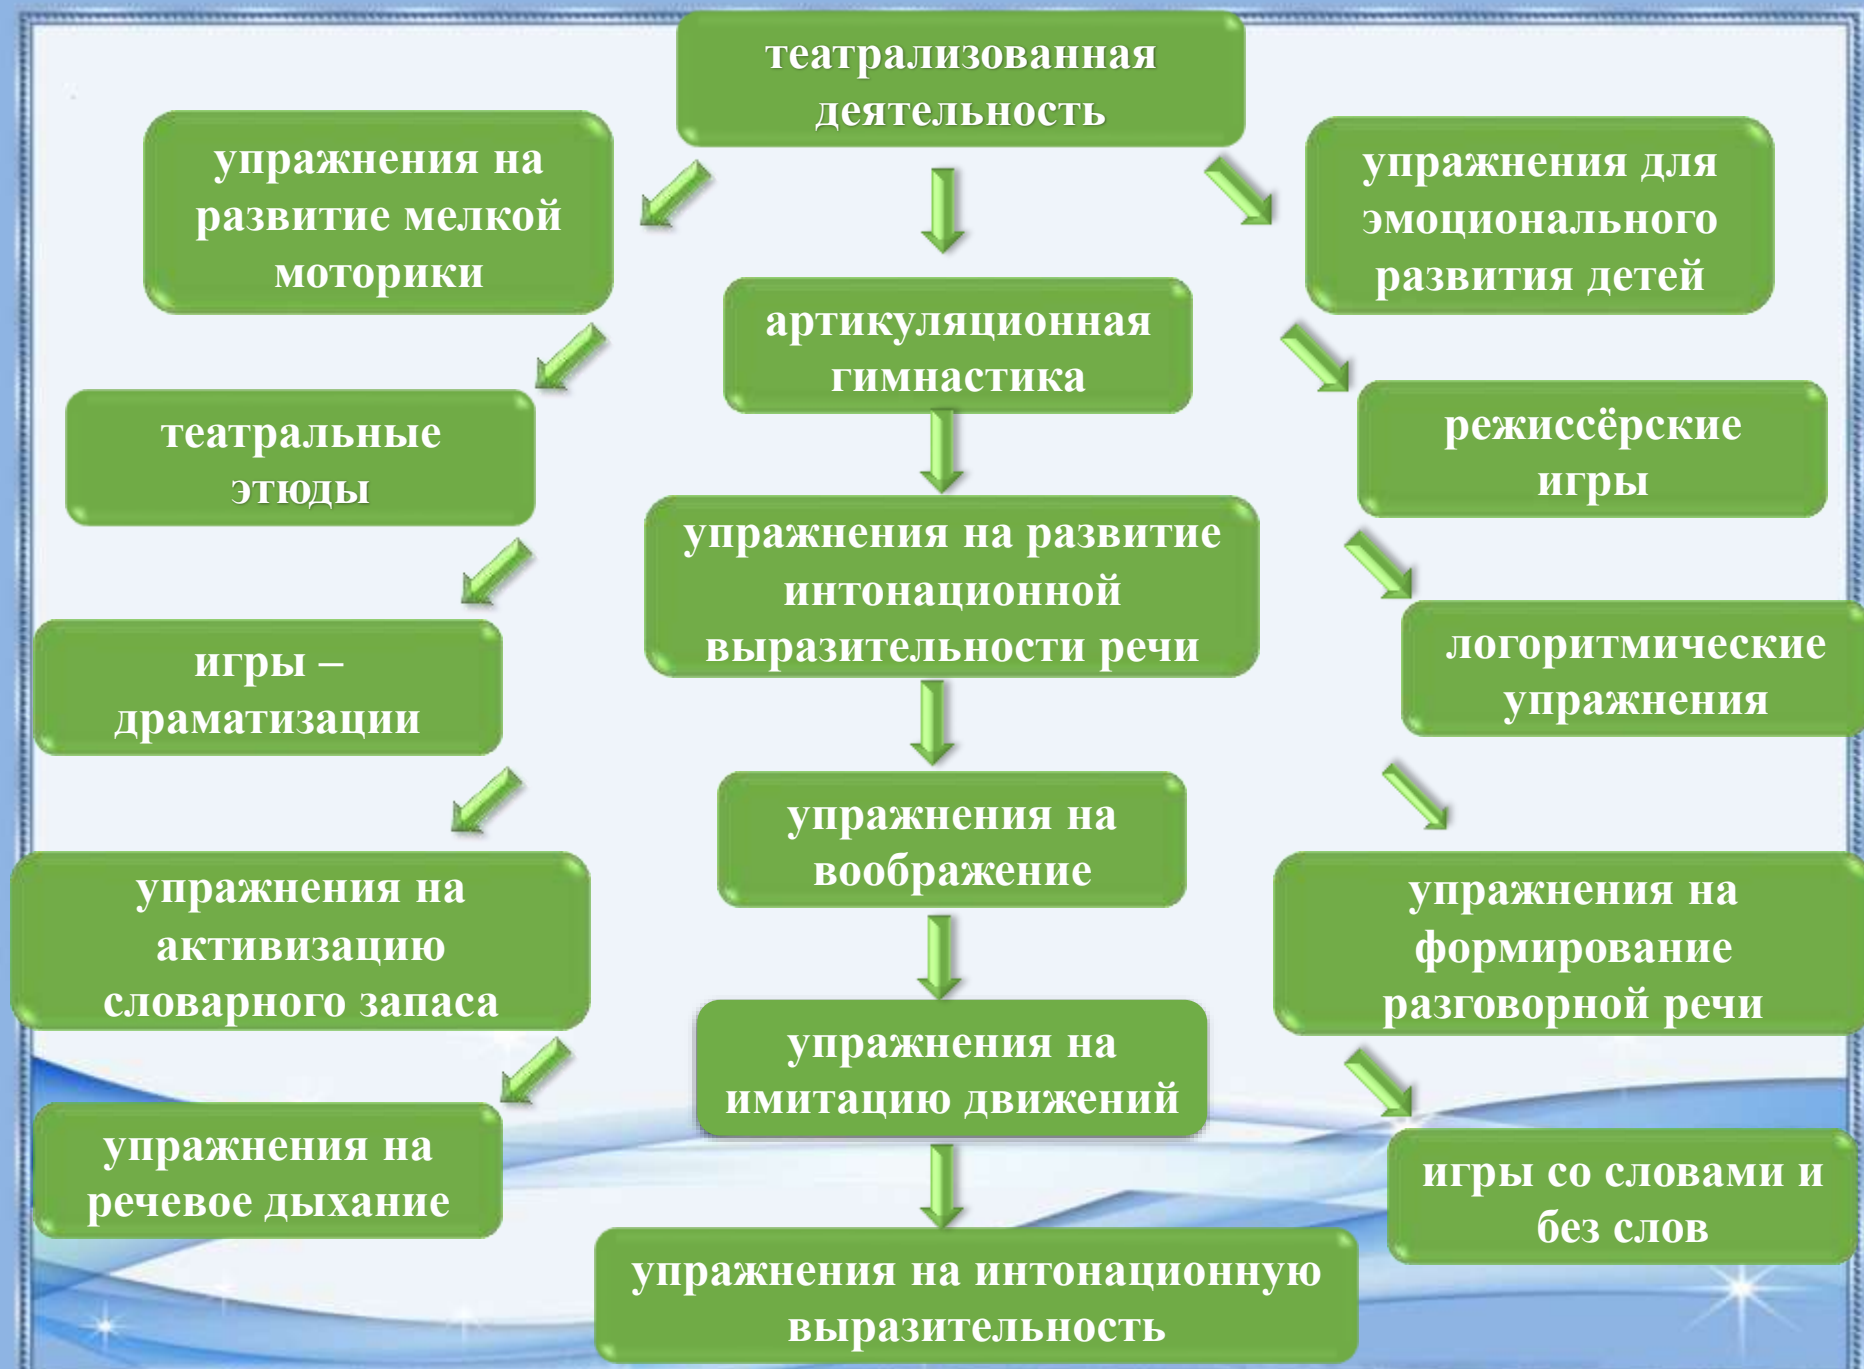 театрализованная
деятельность
упражнения на
развитие мелкой
моторики
упражнения для
эмоционального
развития детей
артикуляционная
гимнастика
театральные
этюды
режиссёрские
игры
упражнения на развитие
интонационной
выразительности речи
игры –
драматизации
логоритмические
упражнения
упражнения на
воображение
упражнения на
активизацию
словарного запаса
упражнения на
формирование
разговорной речи
упражнения на
имитацию движений
упражнения на
речевое дыхание
игры со словами и
без слов
упражнения на интонационную
выразительность